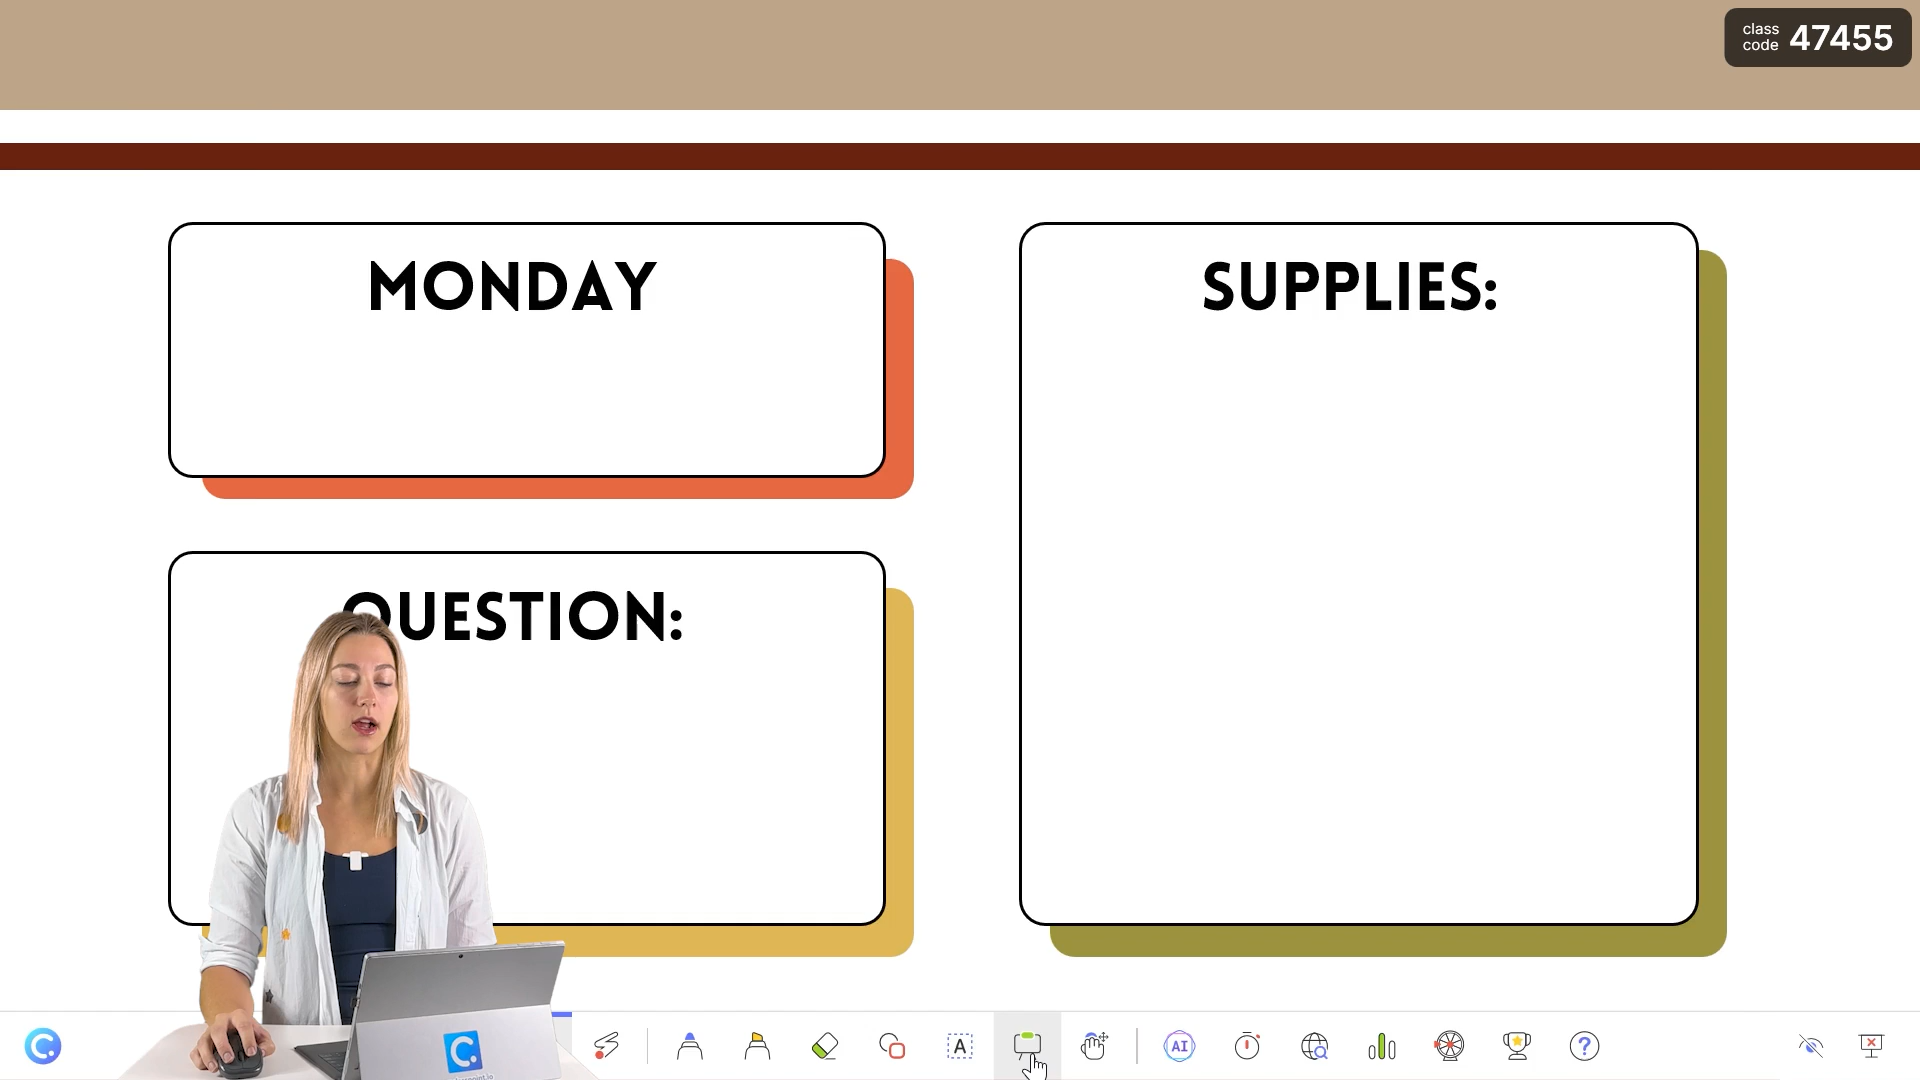 class
code 47455
MONDAY
SUPPLIES:
QUESTION:
A
AI
?